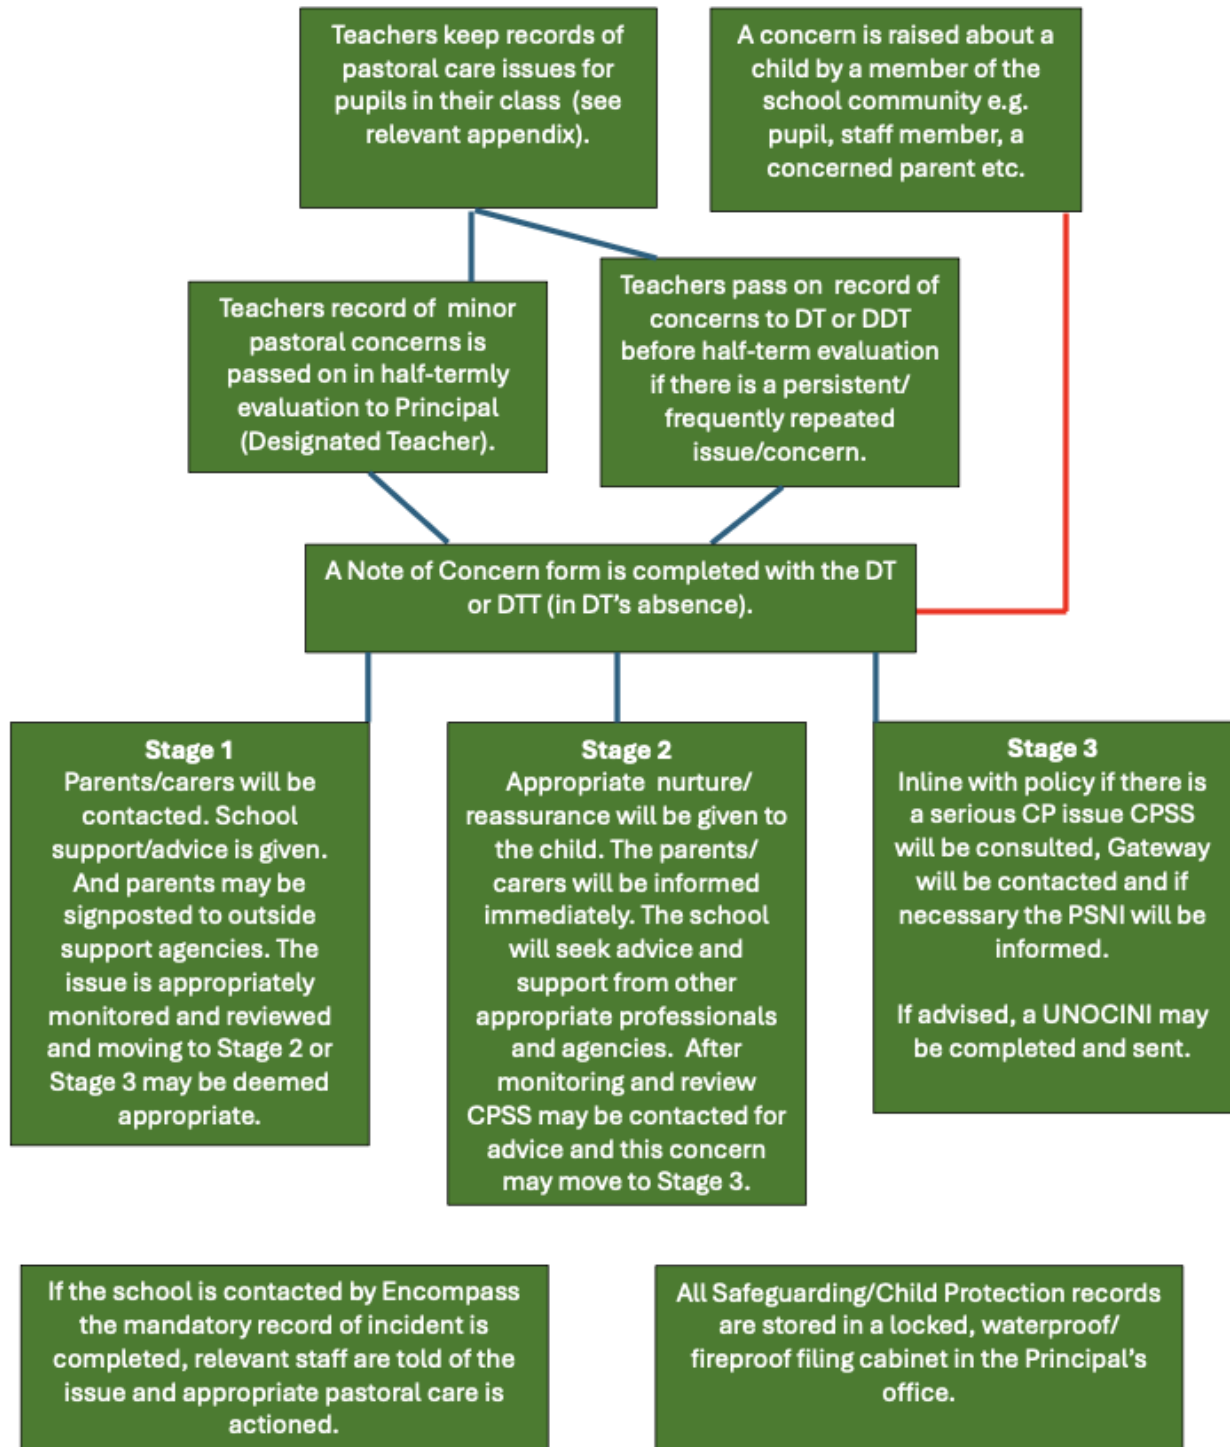 Teachers keep records of
pastoral care issues for
pupils in their class (see
relevant appendix).
A concern is raised about a
child by a member of the
school community e.g.
pupil, staff member, a
concerned parent etc.
Teachers record of minor
pastoral concerns is
passed on in half-termly
evaluation to Principal
(Designated Teacher).
Teachers pass on record of
concerns to DT or DDT
before half-term evaluation
if there is a persistent/
frequently repeated
issue/concern.
A Note of Concern form is completed with the DT
or DTT (in DT's absence).
Stage 1
Parents/carers will be
contacted. School
support/advice is given.
And parents may be
signposted to outside
support agencies. The
issue is appropriately
monitored and reviewed
and moving to Stage 2 or
Stage 3 may be deemed
appropriate.
Stage 2
Appropriate nurture/
reassurance will be given to
the child. The parents/
carers will be informed
immediately. The school
will seek advice and
support from other
appropriate professionals
and agencies. After
monitoring and review
CPSS may be contacted for
advice and this concern
may move to Stage 3.
Stage 3
Inline with policy if there is
a serious CP issue CPSS
will be consulted, Gateway
will be contacted and if
necessary the PSNI will be
informed.
If advised, a UNOCINI may
be completed and sent.
If the school is contacted by Encompass
the mandatory record of incident is
completed, relevant staff are told of the
issue and appropriate pastoral care is
actioned.
All Safeguarding/Child Protection records
are stored in a locked, waterproof/
fireproof filing cabinet in the Principal's
office.